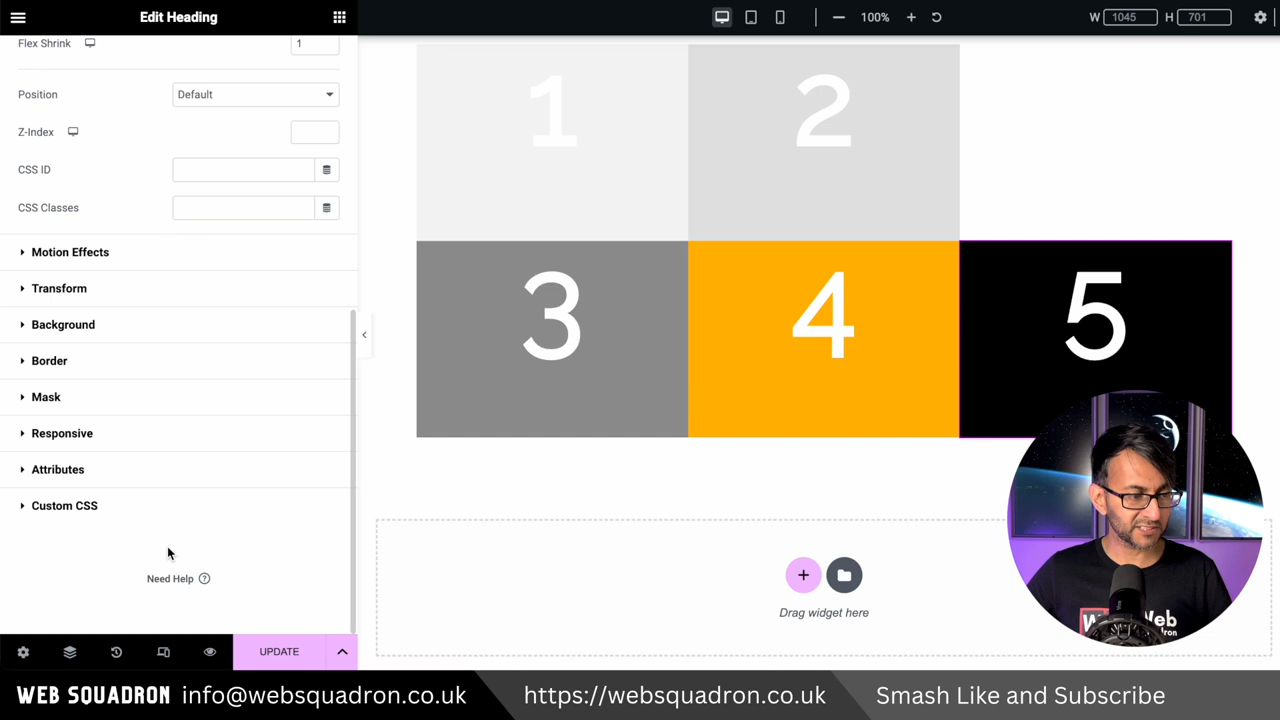 Edit Heading
100%
W 1045 H 701
Flex Shrink 1
Position Default
Z-Index
CSS ID
CSS Classes
Motion Effects
Transform
Background
Border
Mask
Responsive
Attributes
Custom CSS
Need Help ?
UPDATE
1 2
3 4 5
Drag widget here
WEB SQUADRON info@websquadron.co.uk https://websquadron.co.uk Smash Like and Subscribe